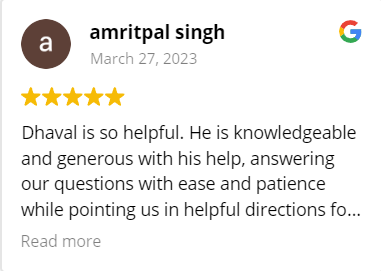 a
amritpal singh
March 27, 2023
Dhaval is so helpful. He is knowledgeable
and generous with his help, answering
our questions with ease and patience
while pointing us in helpful directions fo...
Read more